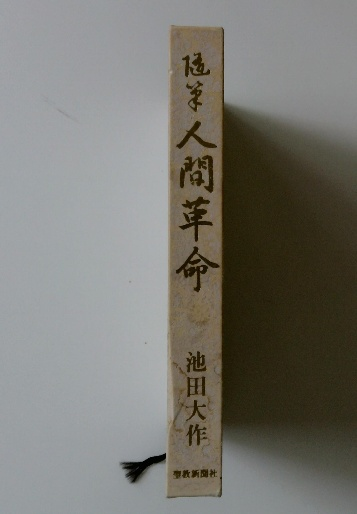 随筆
人間革命
池田大作
聖教新聞社